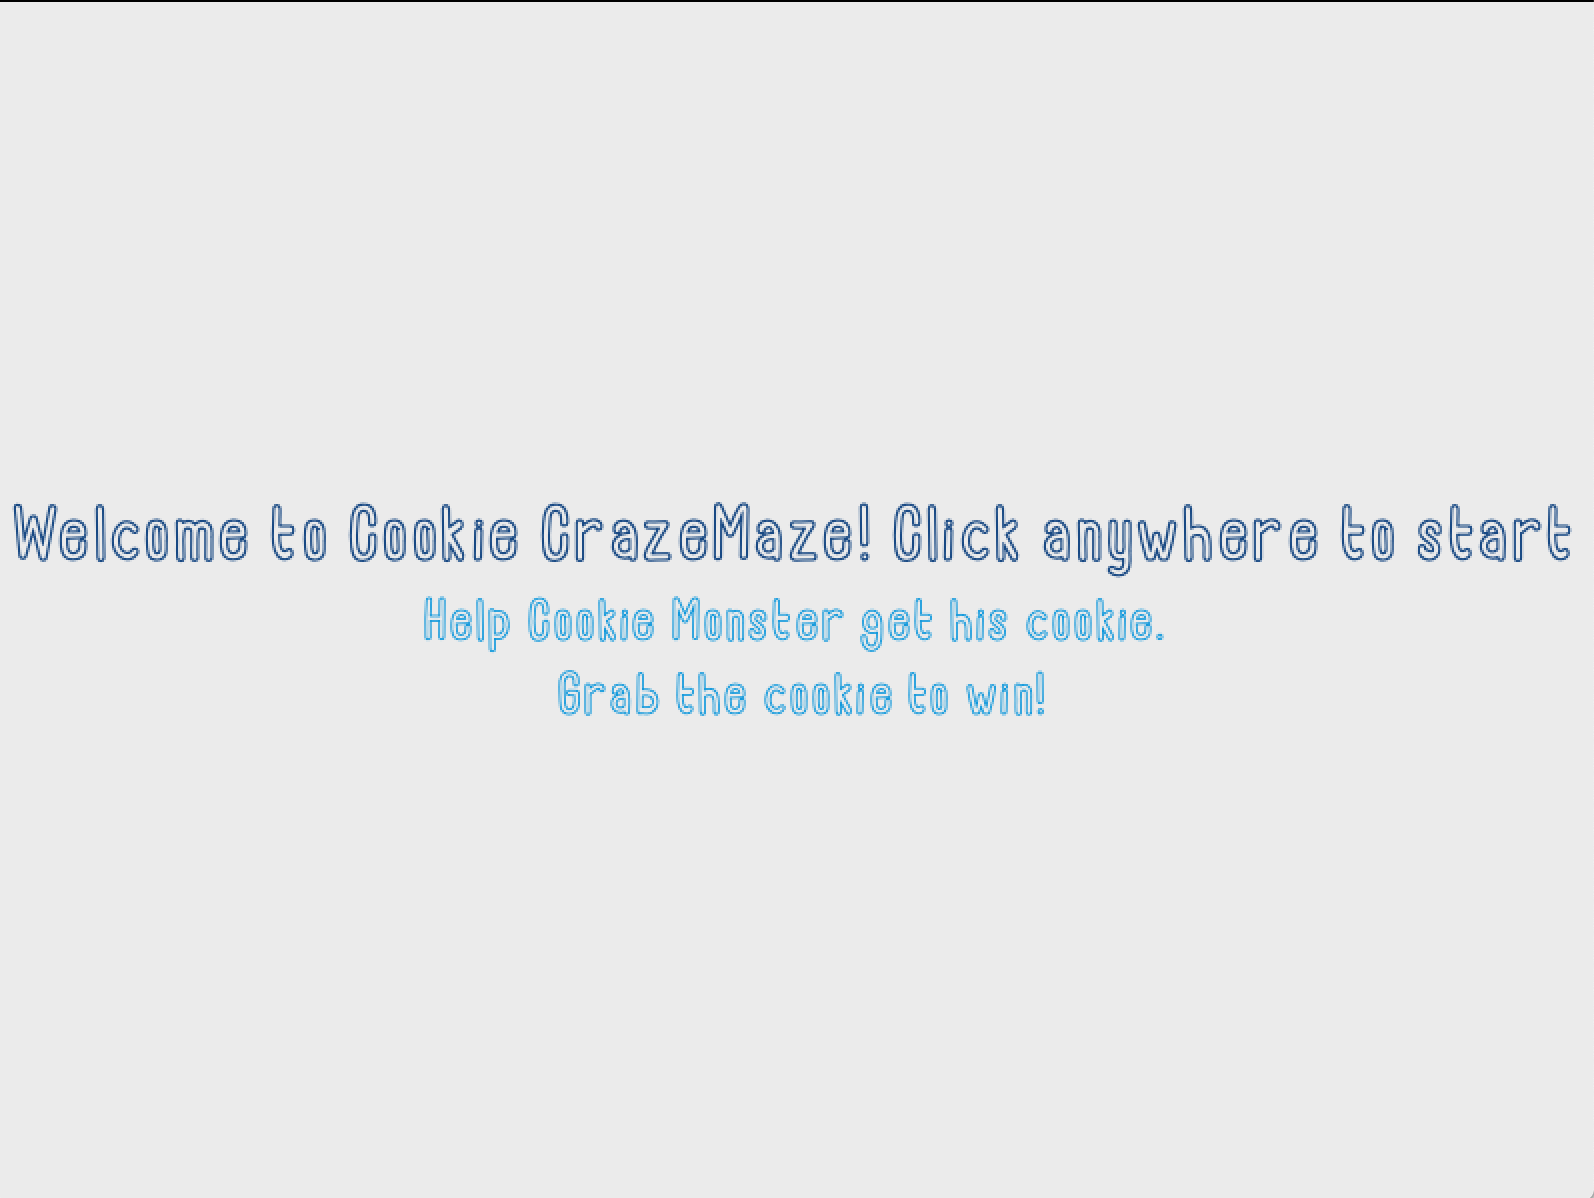 Welcome to Cookie CrazeMaze! Click anywhere to start
Help Cookie Monster get his cookie.
Grab the cookie to win!